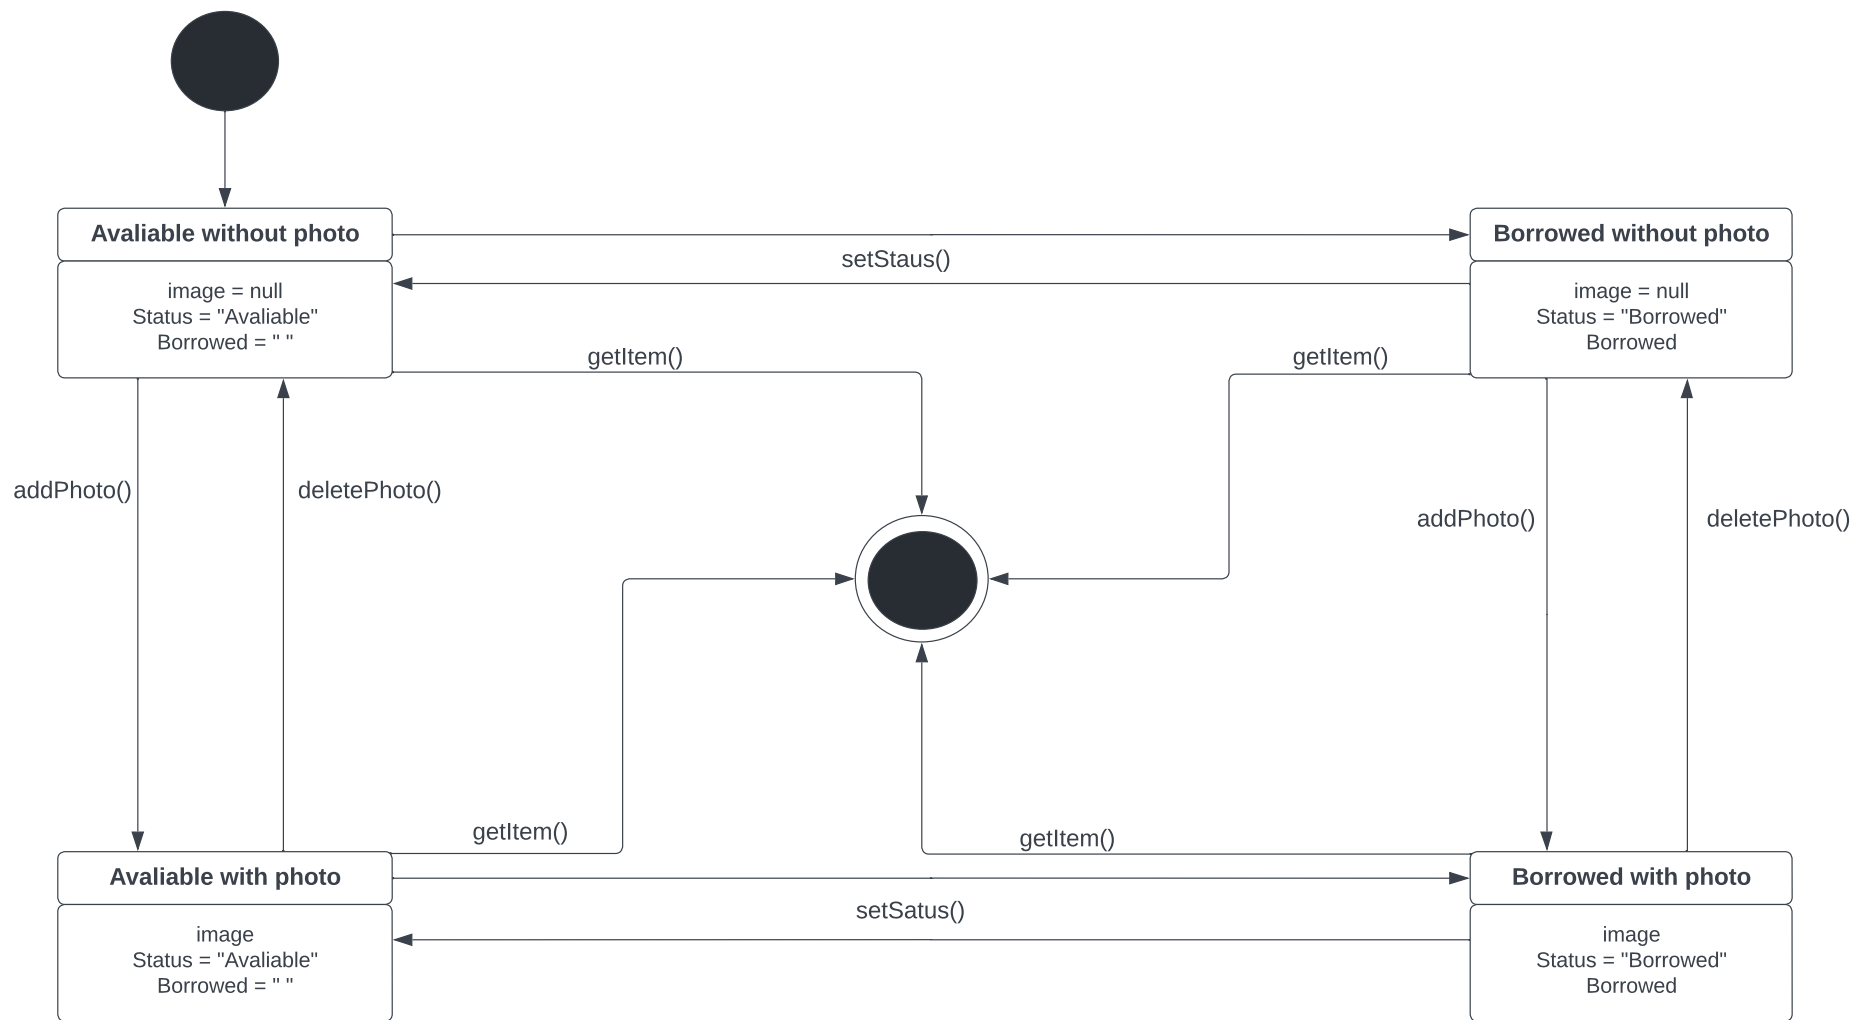 Avaliable without photo
image = null
Status = "Avaliable"
Borrowed = " "
setStaus()
Borrowed without photo
image = null
Status = "Borrowed"
Borrowed
getItem()
getItem()
addPhoto()
deletePhoto()
addPhoto()
deletePhoto()
getItem()
getItem()
Avaliable with photo
image
Status = "Avaliable"
Borrowed = " "
setSatus()
Borrowed with photo
image
Status = "Borrowed"
Borrowed